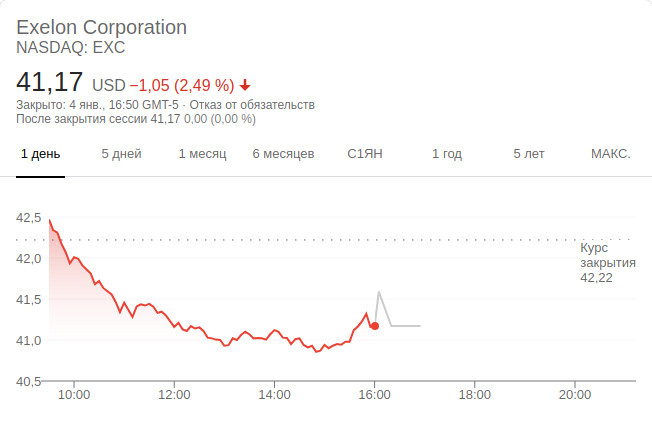 Exelon Corporation
NASDAQ: EXC
41,17 USD −1,05 (2,49 %)
Закрыто: 4 янв., 16:50 GMT-5 · Отказ от обязательств
После закрытия сессии 41,17 0,00 (0,00 %)
1 день 5 дней 1 месяц 6 месяцев С1ЯН 1 год 5 лет МАКС.
42,5
Курс
закрытия
42,22
42,0
41,5
41,0
40,5
10:00 12:00 14:00 16:00 18:00 20:00